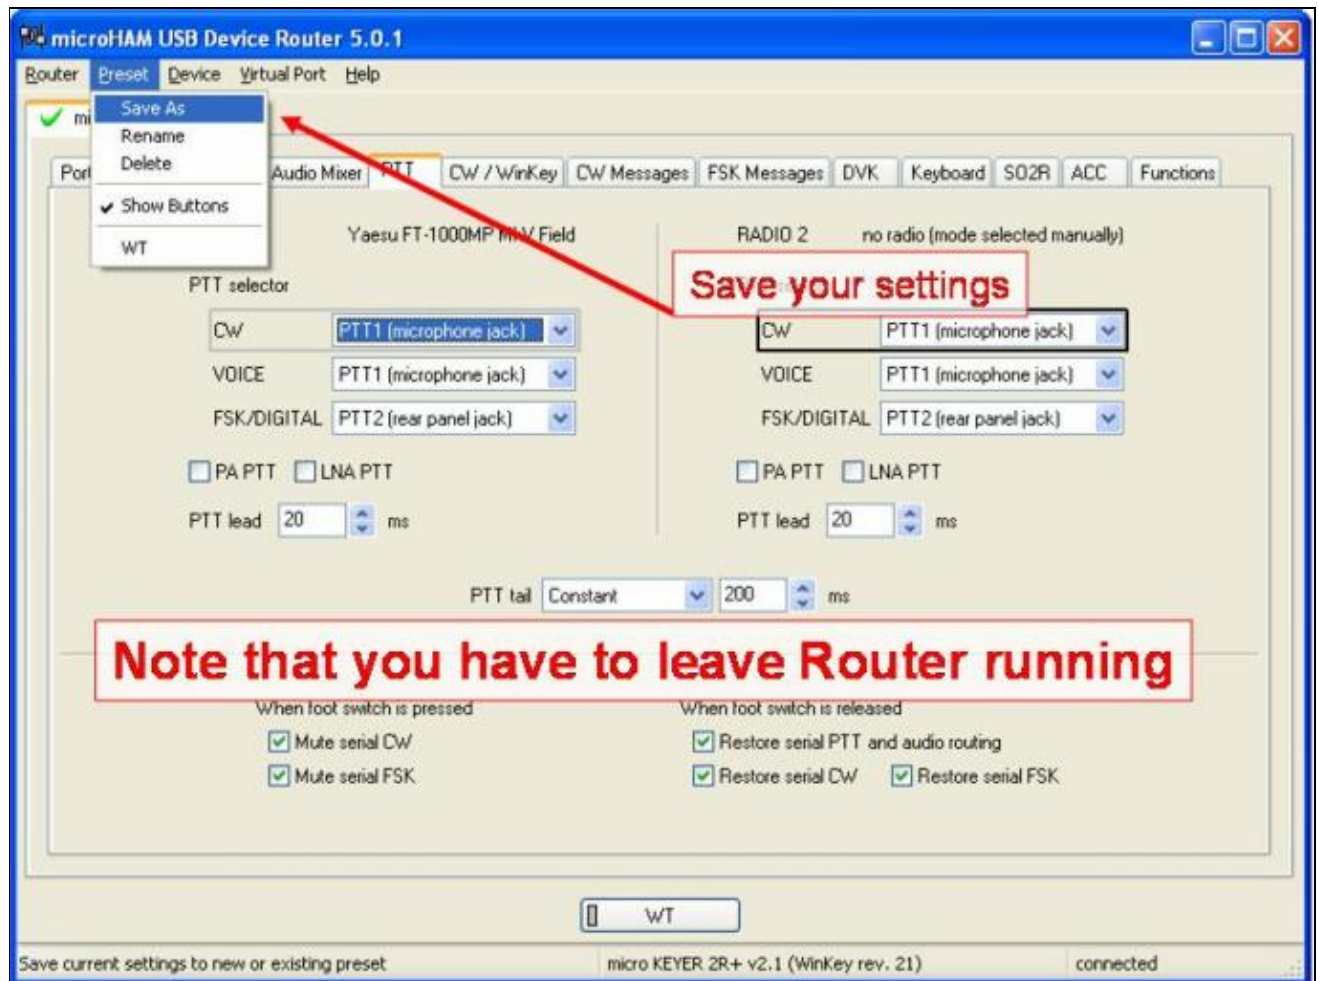 microHAM USB Device Router 5.0.1
Router Preset Device Virtual Port Help
Save As
Rename
Delete
Show Buttons
WT
Audio Mixer PTT CW / WinKey CW Messages FSK Messages DVK Keyboard SO2R ACC Functions
Yaesu FT-1000MP MkV Field
RADIO 2 no radio (mode selected manually)
Save your settings
PTT selector
CW PTT1 (microphone jack)
CW PTT1 (microphone jack)
VOICE PTT1 (microphone jack)
VOICE PTT1 (microphone jack)
FSK/DIGITAL PTT2 (rear panel jack)
FSK/DIGITAL PTT2 (rear panel jack)
PA PTT LNA PTT
PA PTT LNA PTT
PTT lead 20 ms
PTT lead 20 ms
PTT tail Constant 200 ms
Note that you have to leave Router running
When foot switch is pressed
When foot switch is released
Mute serial CW
Restore serial PTT and audio routing
Mute serial FSK
Restore serial CW Restore serial FSK
WT
Save current settings to new or existing preset
micro KEYER 2R+ v2.1 (WinKey rev. 21)
connected